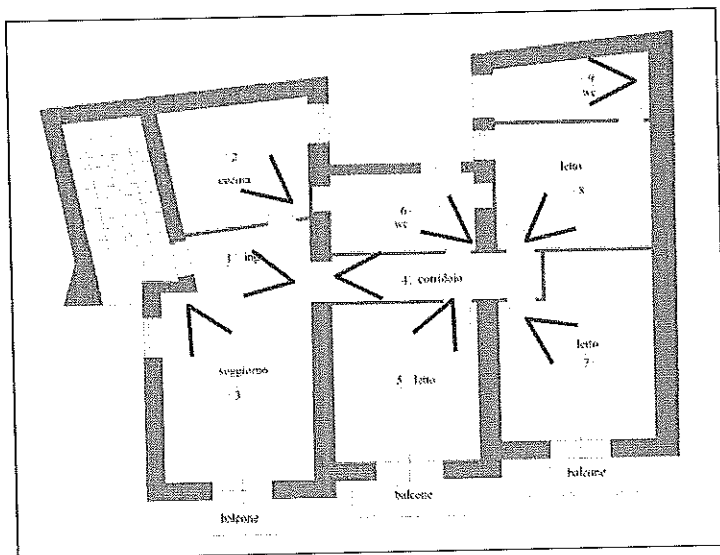 9
wc
2
cucina
letto
8
6
wc
1 ing.
4 corridoio
letto
7
soggiorno
3
5 letto
balcone
balcone
balcone